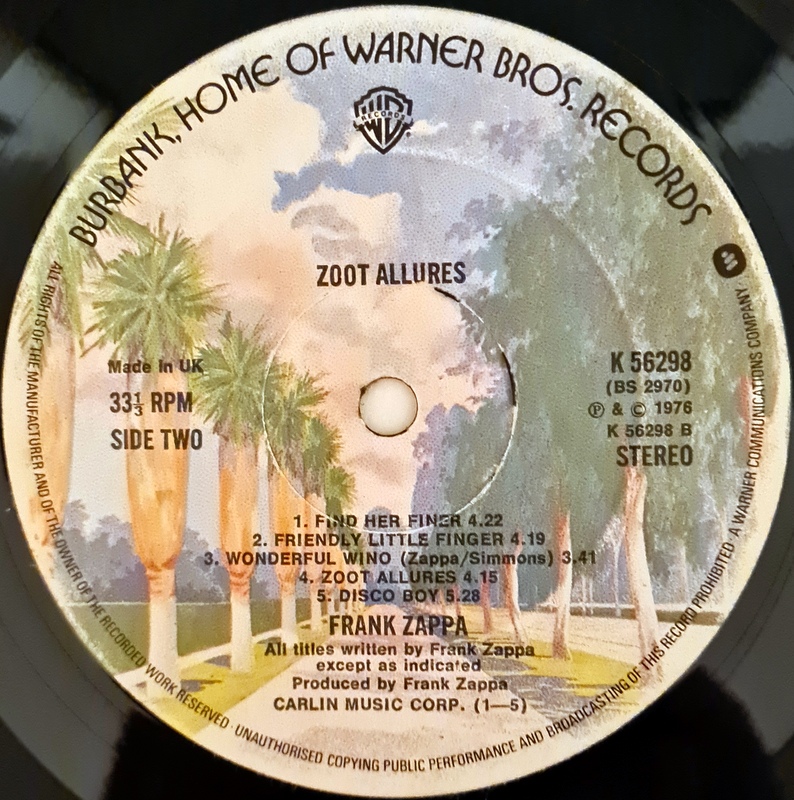 BURBANK, HOME OF WARNER BROS. RECORDS
W RECORDS
ZOOT ALLURES
Made in UK
33⅓ RPM
SIDE TWO
K 56298
(BS 2970)
℗ & © 1976
K 56298 B
STEREO
1. FIND HER FINER 4.22
2. FRIENDLY LITTLE FINGER 4.19
3. WONDERFUL WINO (Zappa/Simmons) 3.41
4. ZOOT ALLURES 4.15
5. DISCO BOY 5.28
FRANK ZAPPA
All titles written by Frank Zappa
except as indicated
Produced by Frank Zappa
CARLIN MUSIC CORP. (1—5)
ALL RIGHTS OF THE MANUFACTURER AND OF THE OWNER OF THE RECORDED WORK RESERVED · UNAUTHORISED COPYING PUBLIC PERFORMANCE AND BROADCASTING OF THIS RECORD PROHIBITED · A WARNER COMMUNICATIONS COMPANY